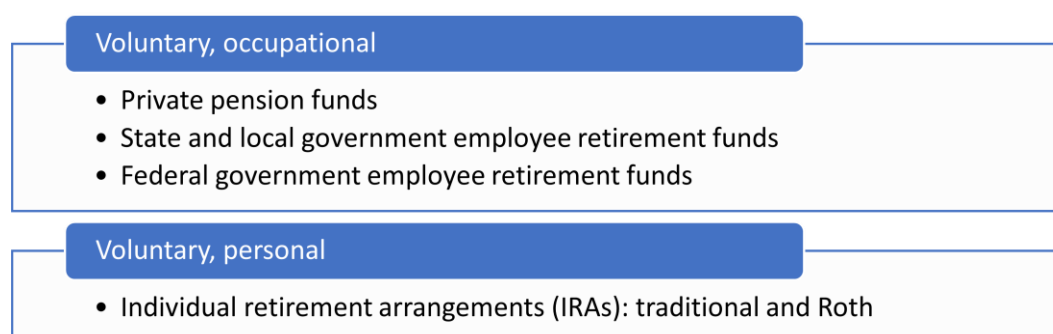 Voluntary, occupational
• Private pension funds
• State and local government employee retirement funds
• Federal government employee retirement funds
Voluntary, personal
• Individual retirement arrangements (IRAs): traditional and Roth